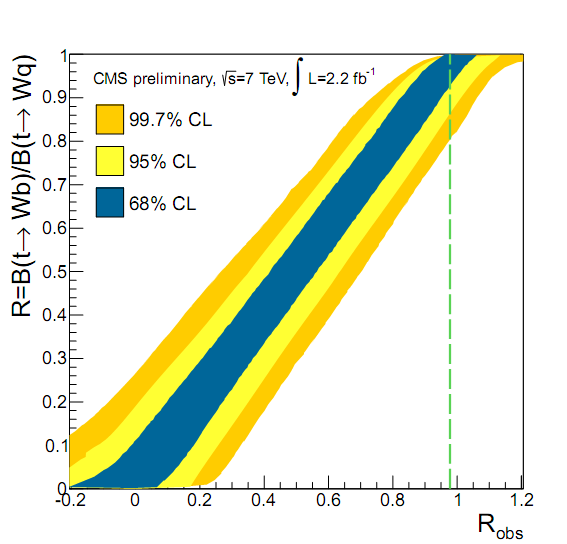 CMS preliminary, √s=7 TeV, ∫ L=2.2 fb⁻¹
99.7% CL
95% CL
68% CL
R=B(t→ Wb)/B(t→ Wq)
1
0.9
0.8
0.7
0.6
0.5
0.4
0.3
0.2
0.1
0
-0.2 0 0.2 0.4 0.6 0.8 1 1.2
R_obs